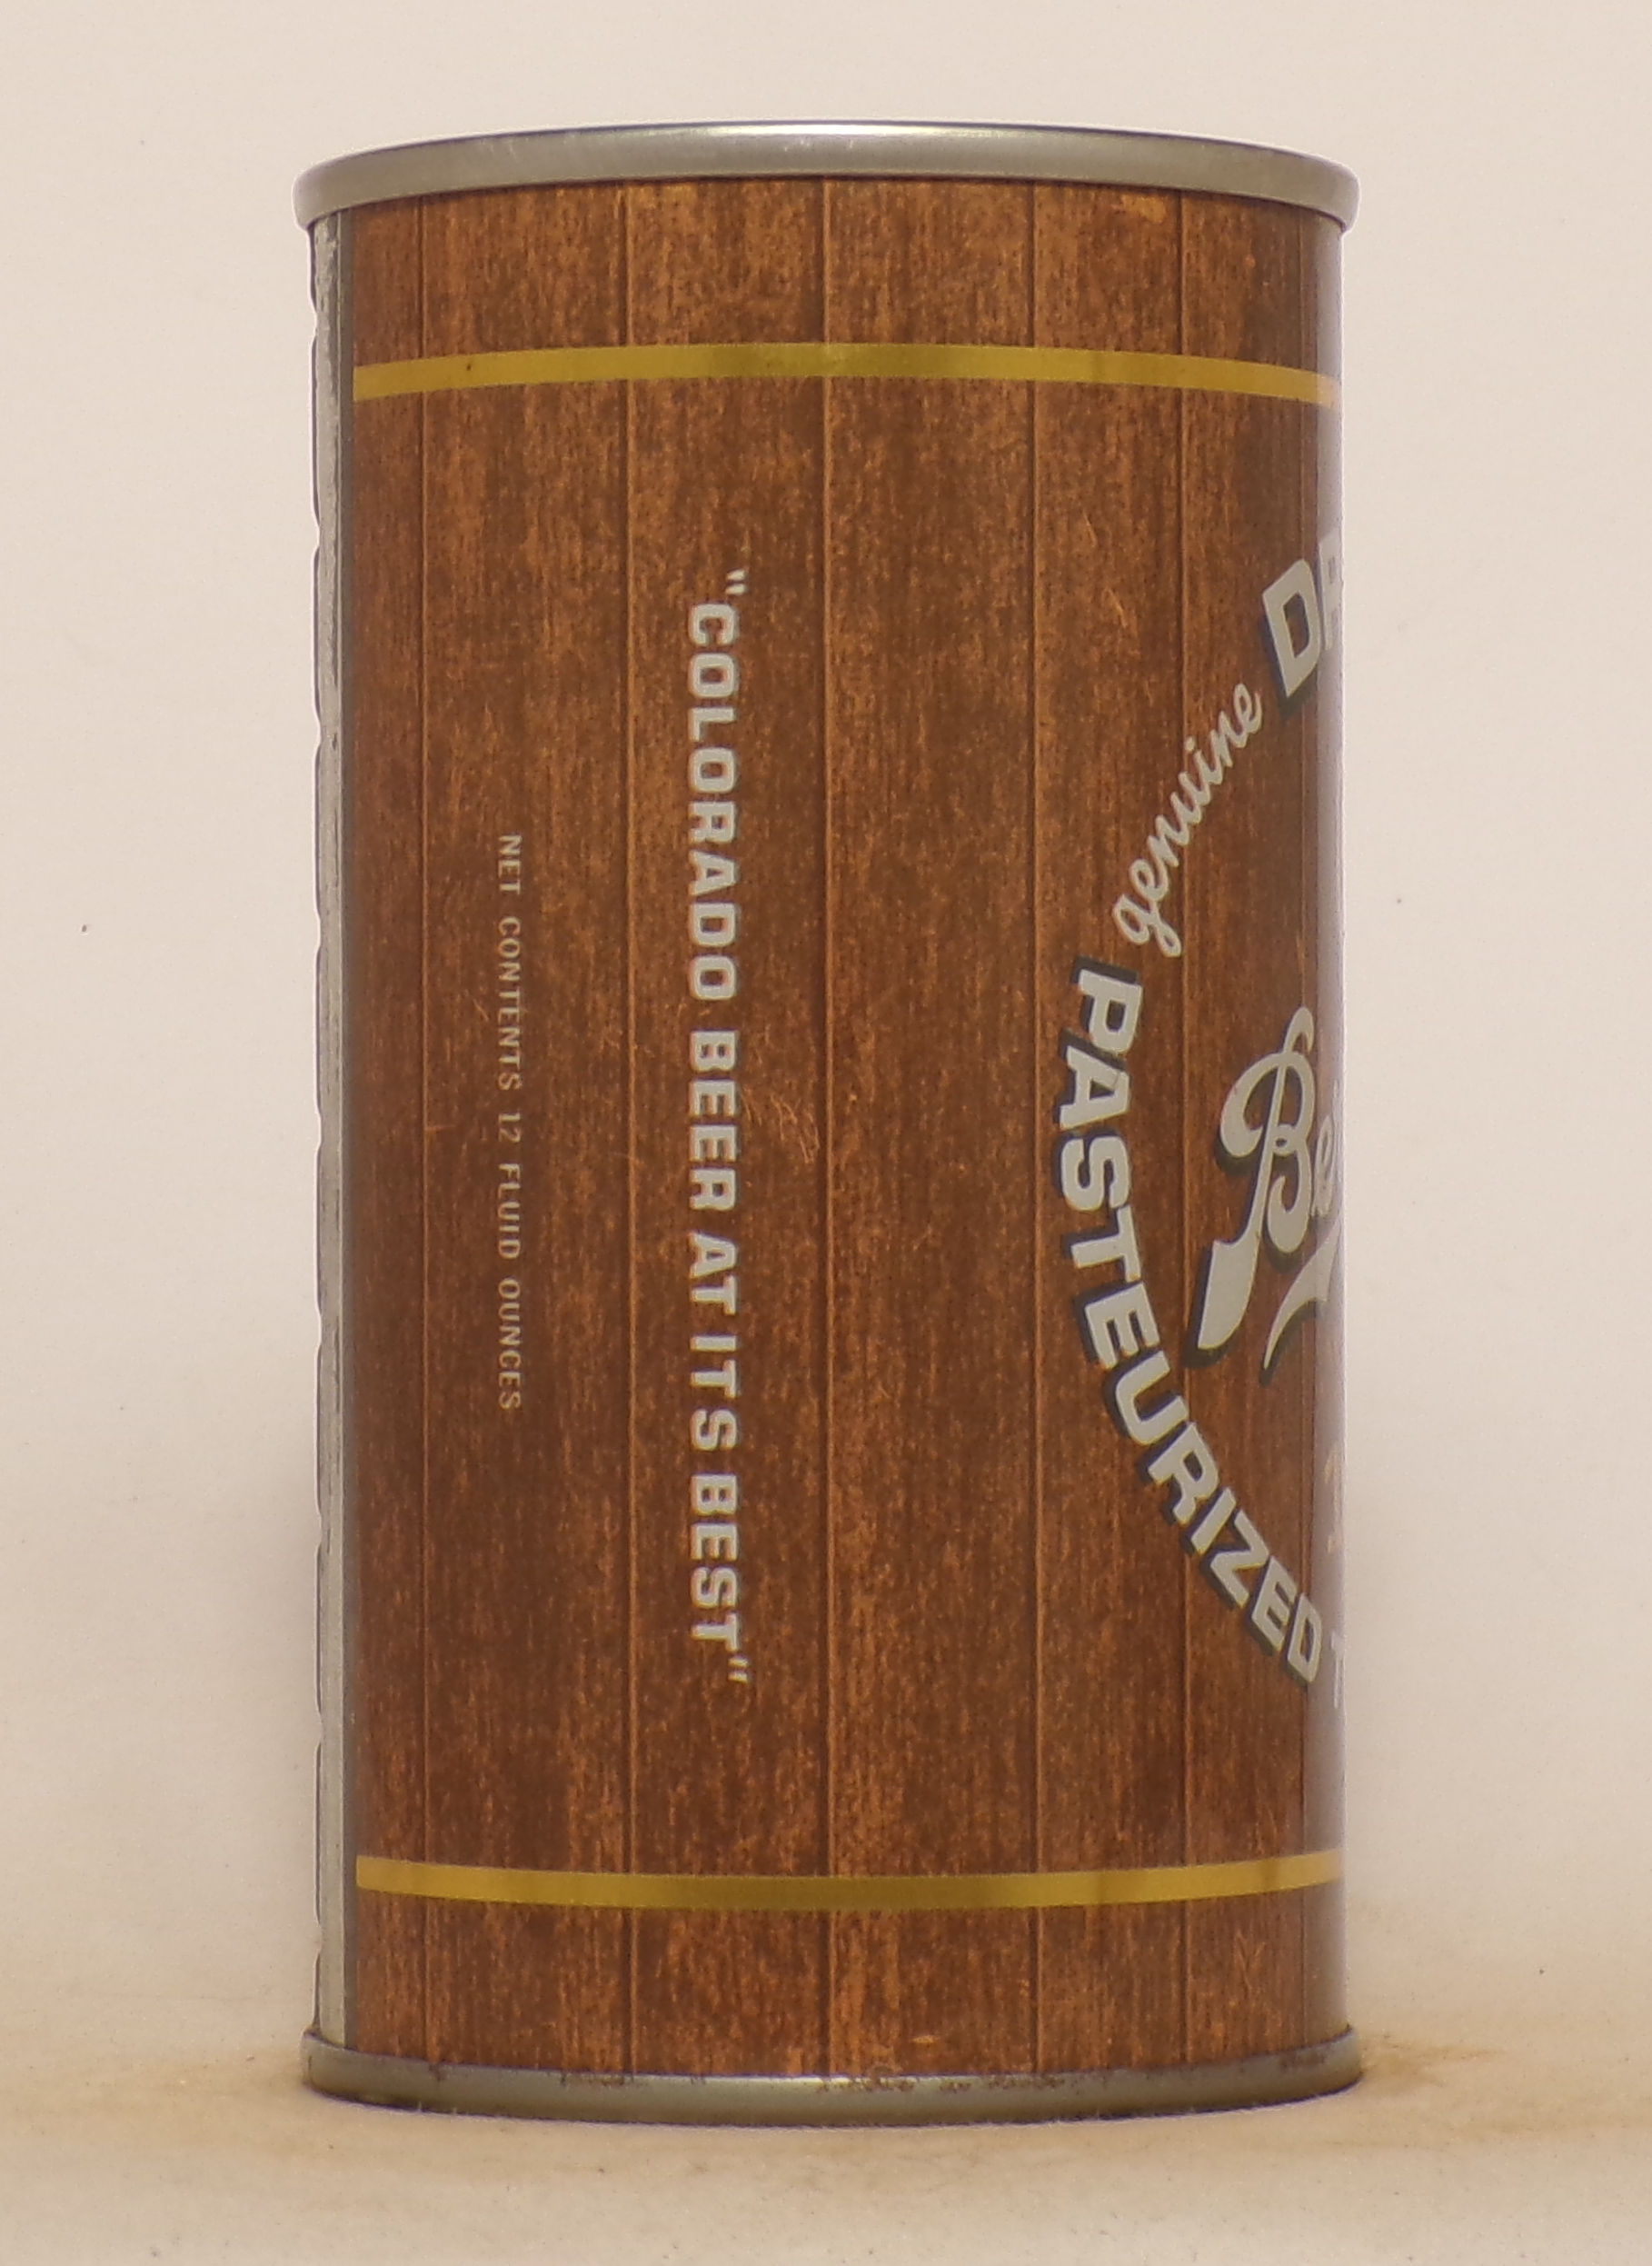 "COLORADO BEER AT ITS BEST"
NET CONTENTS 12 FLUID OUNCES
genuine
PASTEURIZED